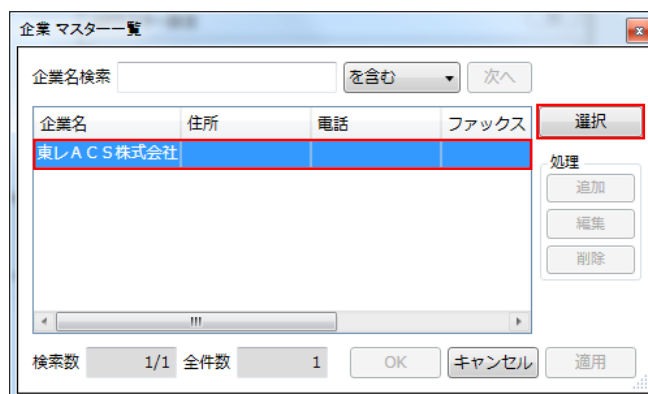 企業 マスター一覧
企業名検索 を含む 次へ
企業名 住所 電話 ファックス 選択
東レACS株式会社
処理
追加
編集
削除
検索数 1/1 全件数 1 OK キャンセル 適用